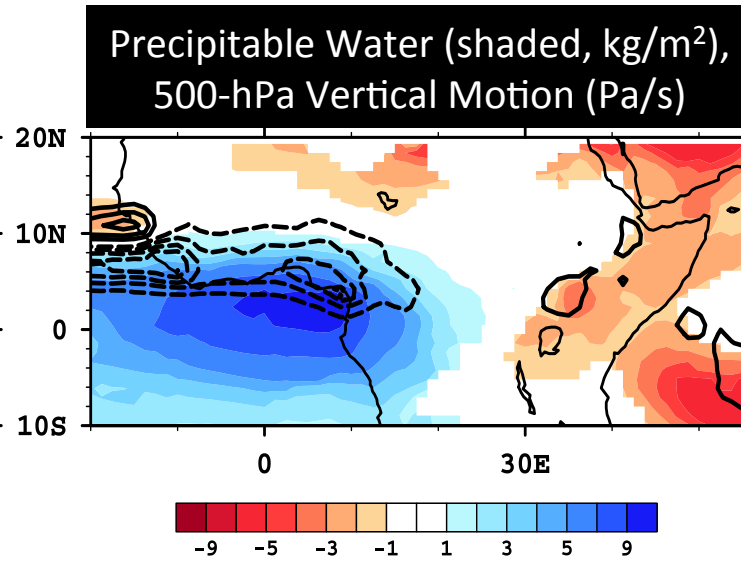 Precipitable Water (shaded, kg/m²),
500-hPa Vertical Motion (Pa/s)
20N
10N
0
10S
0 30E
-9 -5 -3 -1 1 3 5 9